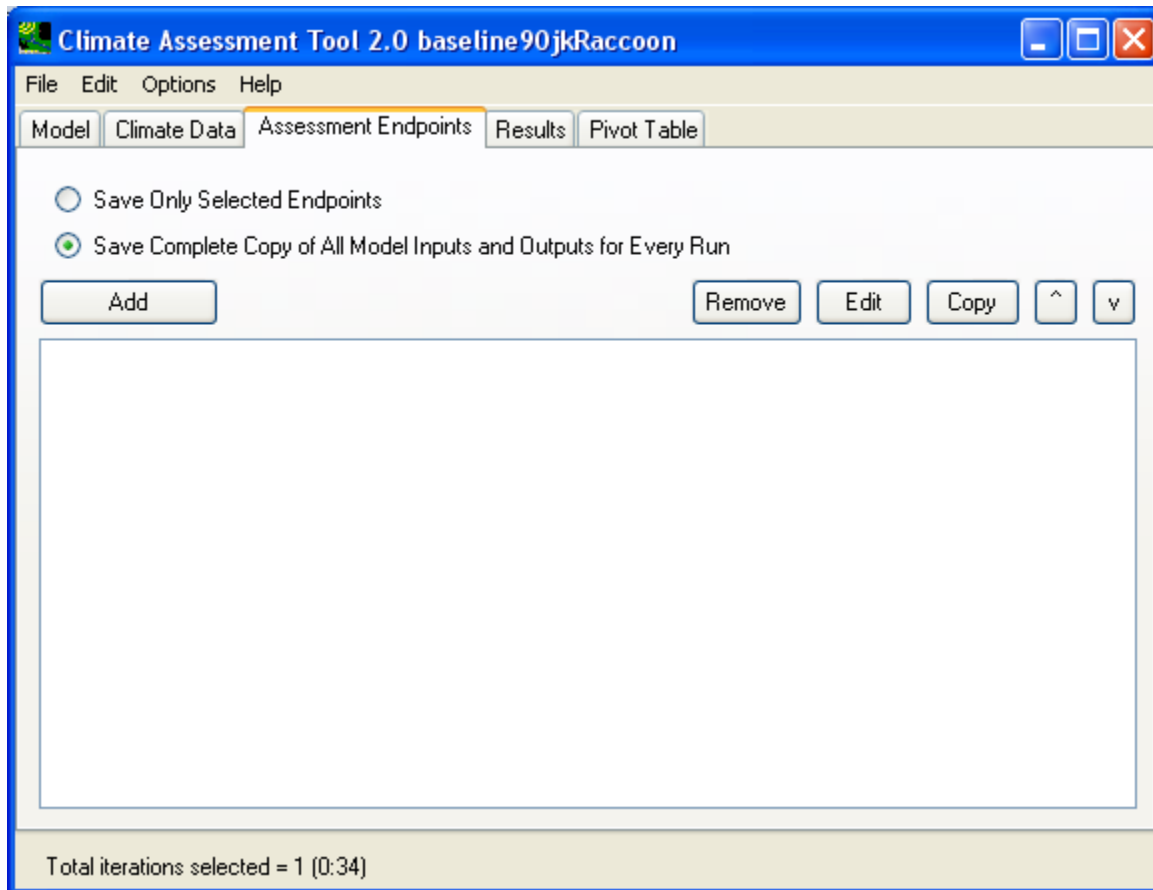 Climate Assessment Tool 2.0 baseline90jkRaccoon
File Edit Options Help
Model Climate Data Assessment Endpoints Results Pivot Table
Save Only Selected Endpoints
Save Complete Copy of All Model Inputs and Outputs for Every Run
Add Remove Edit Copy ^ v
Total iterations selected = 1 (0:34)